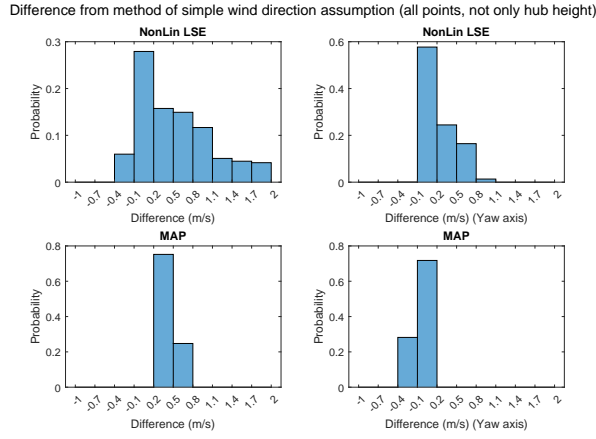 Difference from method of simple wind direction assumption (all points, not only hub height)
NonLin LSE
Probability
0.3
0.2
0.1
0
-1 -0.7 -0.4 -0.1 0.2 0.5 0.8 1.1 1.4 1.7 2
Difference (m/s)
NonLin LSE
Probability
0.6
0.4
0.2
0
-1 -0.7 -0.4 -0.1 0.2 0.5 0.8 1.1 1.4 1.7 2
Difference (m/s) (Yaw axis)
MAP
Probability
0.8
0.6
0.4
0.2
0
-1 -0.7 -0.4 -0.1 0.2 0.5 0.8 1.1 1.4 1.7 2
Difference (m/s)
MAP
Probability
0.8
0.6
0.4
0.2
0
-1 -0.7 -0.4 -0.1 0.2 0.5 0.8 1.1 1.4 1.7 2
Difference (m/s) (Yaw axis)